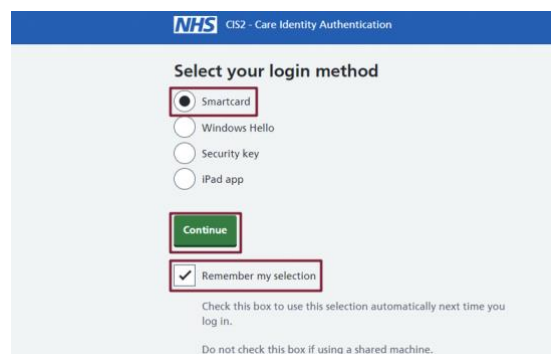 NHS CIS2 - Care Identity Authentication
Select your login method
Smartcard
Windows Hello
Security key
iPad app
Continue
Remember my selection
Check this box to use this selection automatically next time you
log in.
Do not check this box if using a shared machine.